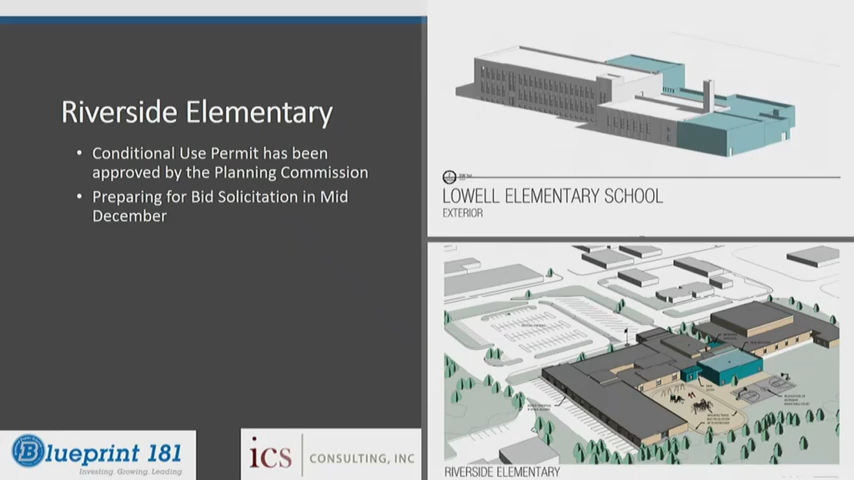 Riverside Elementary
• Conditional Use Permit has been
approved by the Planning Commission
• Preparing for Bid Solicitation in Mid
December
Blueprint 181
Investing. Growing. Leading
ics CONSULTING, INC
LOWELL ELEMENTARY SCHOOL
EXTERIOR
RIVERSIDE ELEMENTARY